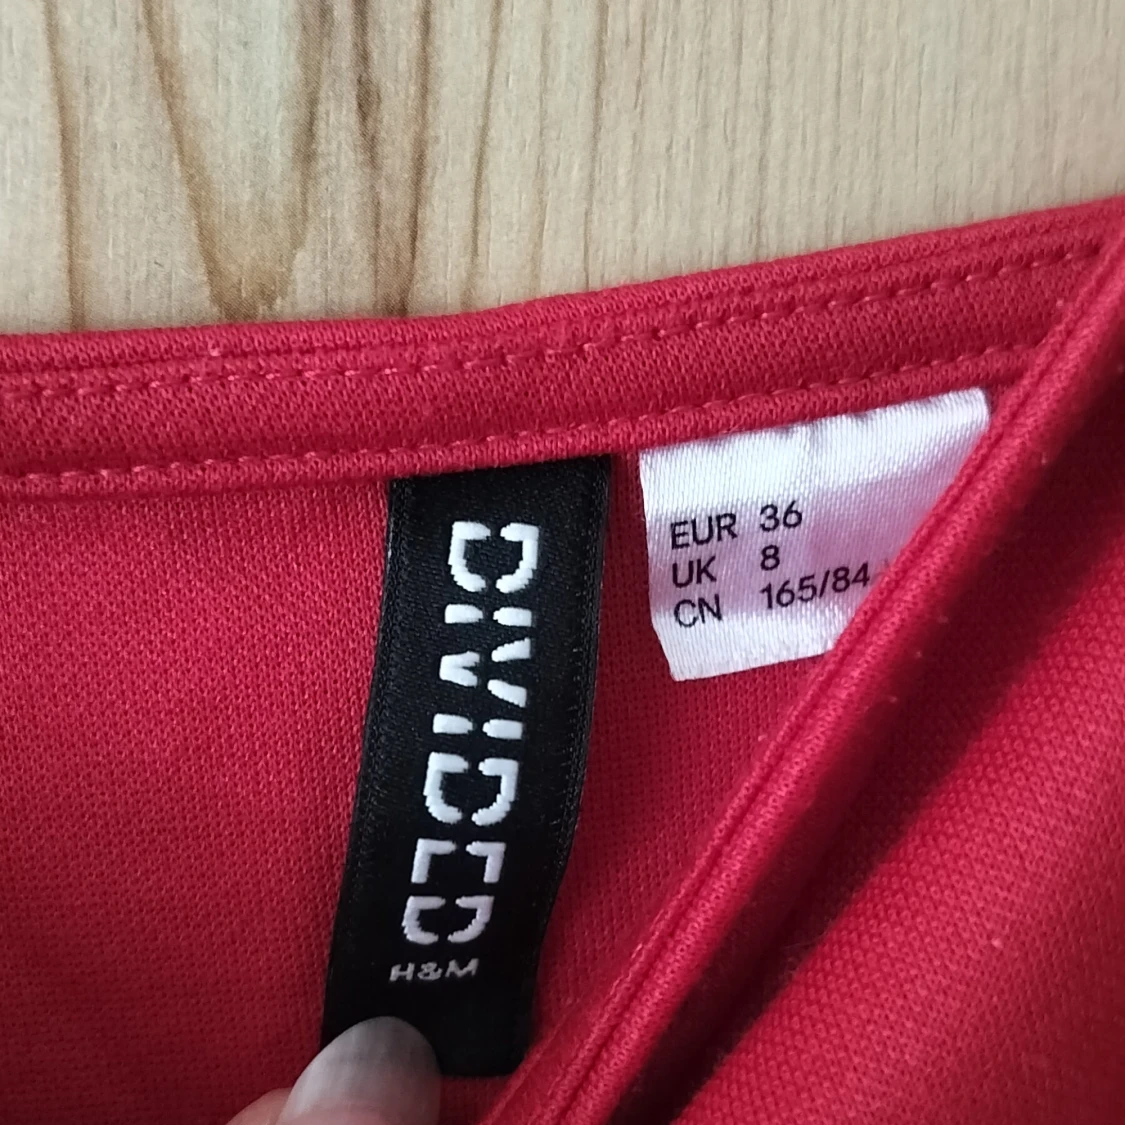 DIVIDED
H&M
EUR 36
UK 8
CN 165/84